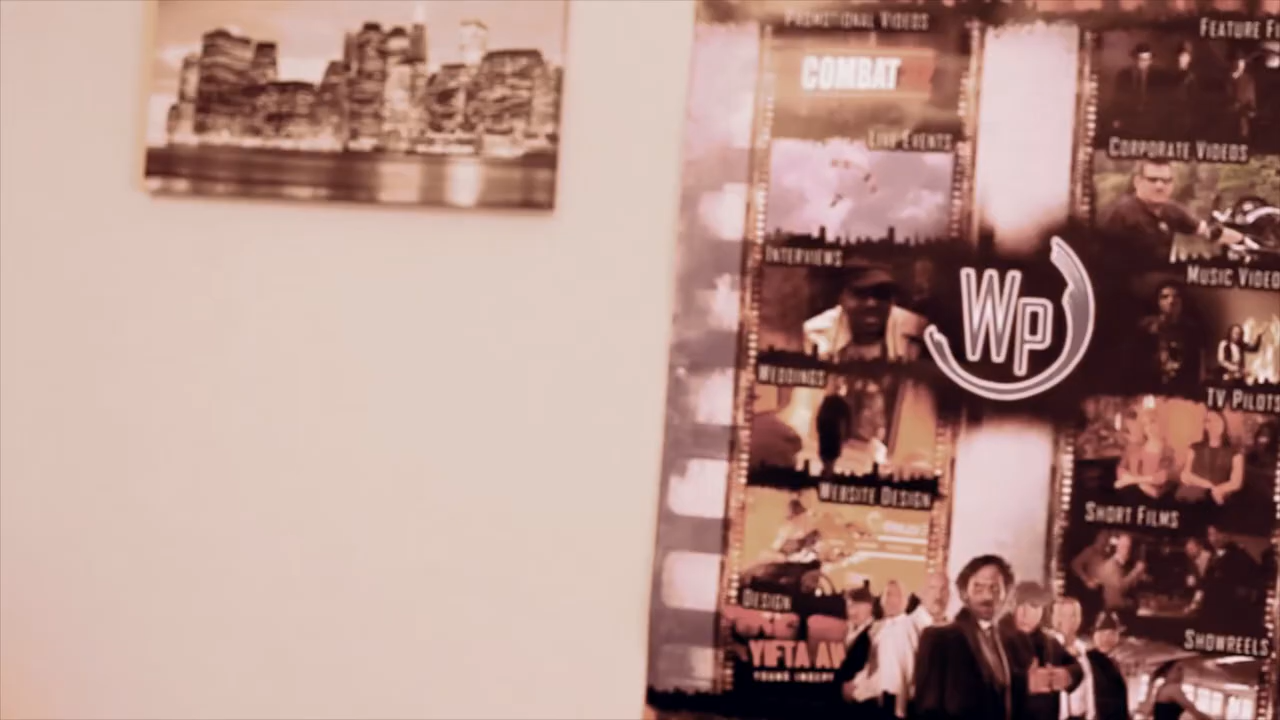 PROMOTIONAL VIDEOS
COMBAT
LIVE EVENTS
INTERVIEWS
WEDDINGS
WEBSITE DESIGN
DESIGN
YIFTA AW
WP
FEATURE FI
CORPORATE VIDEOS
MUSIC VIDEO
TV PILOTS
SHORT FILMS
SHOWREELS